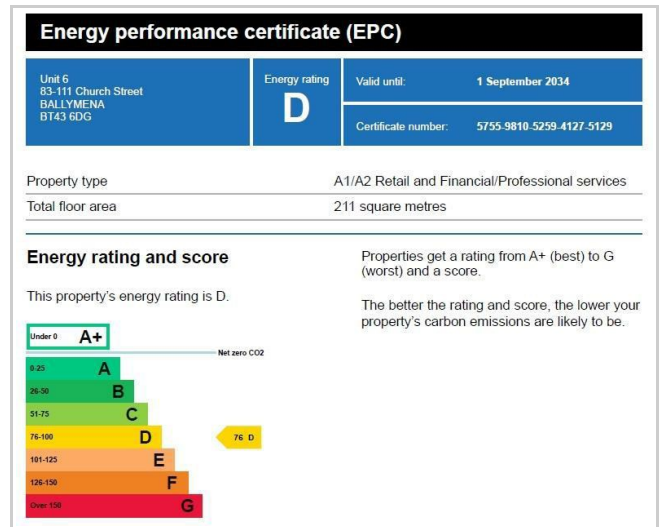 Energy performance certificate (EPC)
Unit 6
83-111 Church Street
BALLYMENA
BT43 6DG
Energy rating
D
Valid until: 1 September 2034
Certificate number: 5755-9810-5259-4127-5129
Property type A1/A2 Retail and Financial/Professional services
Total floor area 211 square metres
Energy rating and score
This property's energy rating is D.
Properties get a rating from A+ (best) to G
(worst) and a score.
The better the rating and score, the lower your
property's carbon emissions are likely to be.
Under 0 A+
Net zero CO2
0-25 A
26-50 B
51-75 C
76-100 D 76 D
101-125 E
126-150 F
Over 150 G